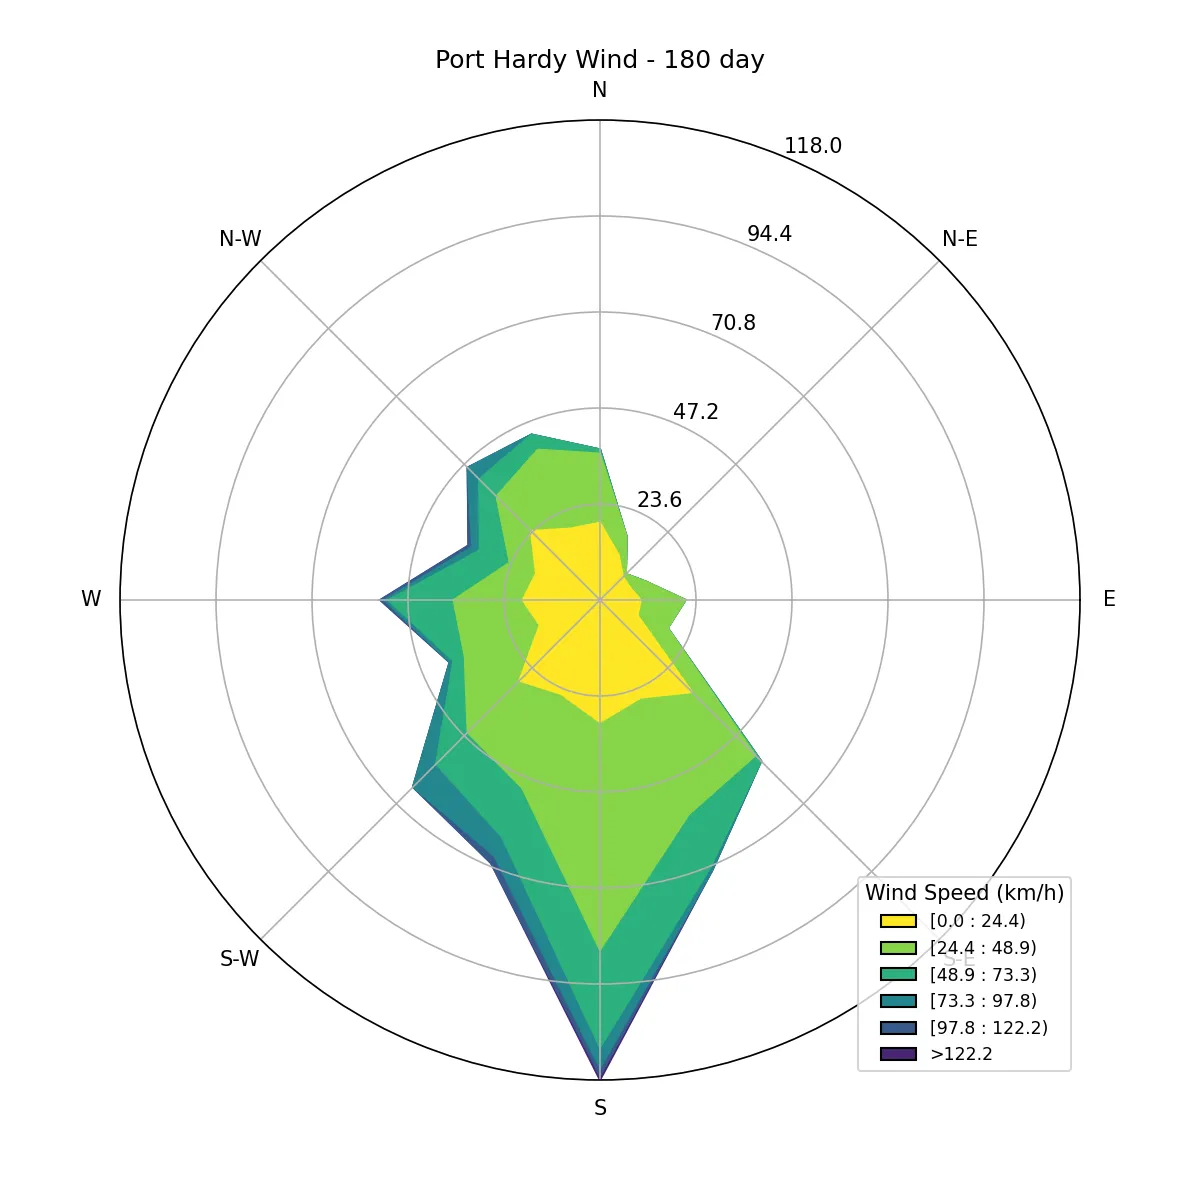 Port Hardy Wind - 180 day
N
118.0
N-W
94.4
N-E
70.8
47.2
23.6
W
E
Wind Speed (km/h)
[0.0 : 24.4)
[24.4 : 48.9)
S-W
S-E
[48.9 : 73.3)
[73.3 : 97.8)
[97.8 : 122.2)
>122.2
S